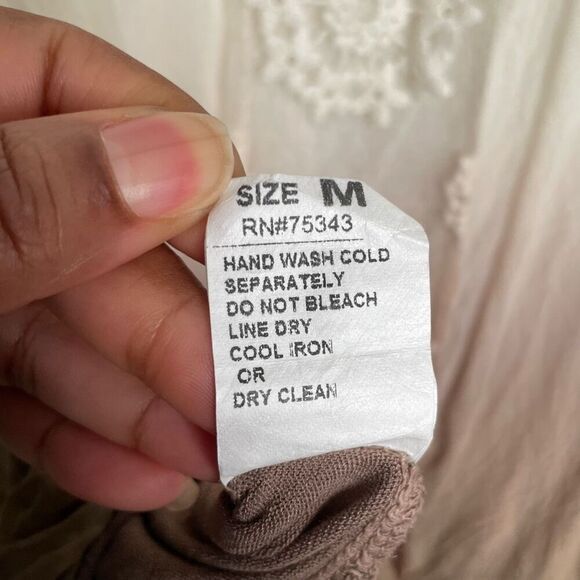 SIZE M
RN#75343
HAND WASH COLD
SEPARATELY
DO NOT BLEACH
LINE DRY
COOL IRON
OR
DRY CLEAN